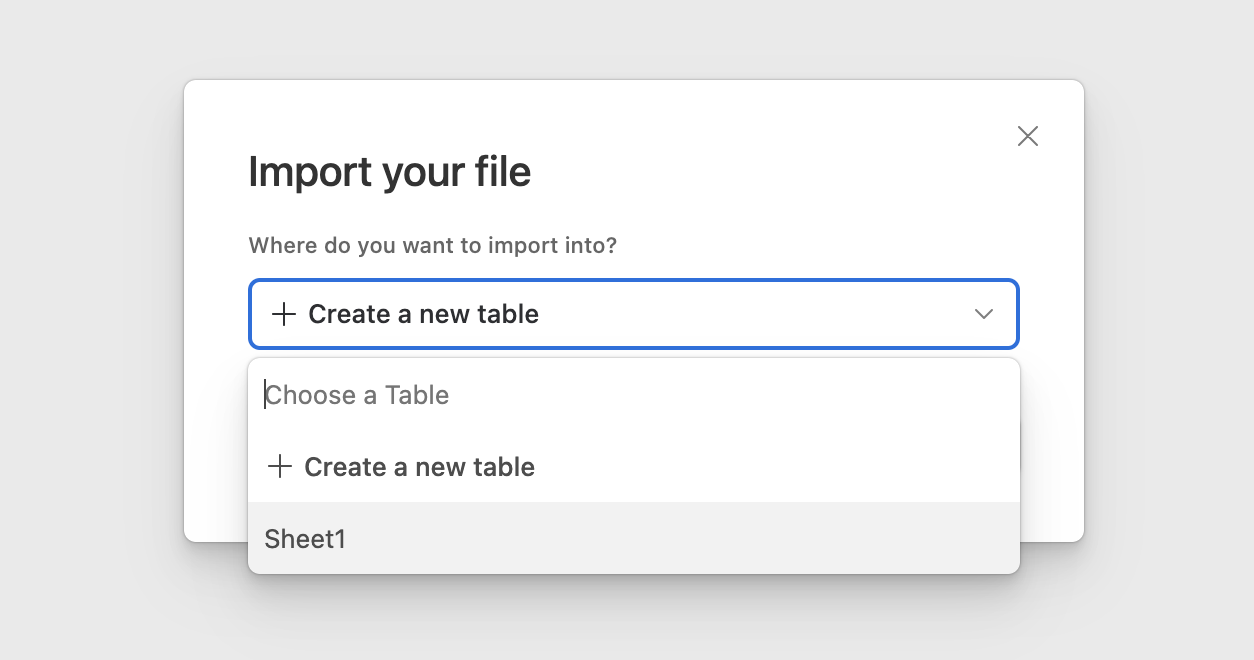 Import your file
Where do you want to import into?
Create a new table
Choose a Table
Create a new table
Sheet1